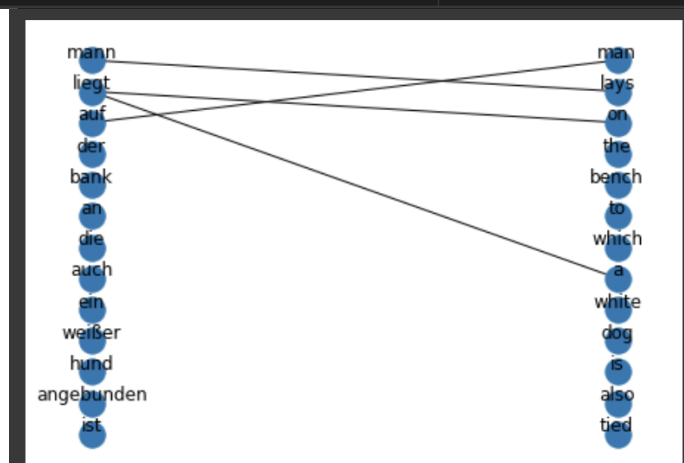 mann man
liegt lays
auf on
der the
bank bench
an to
die which
auch a
ein white
weißer dog
hund is
angebunden also
ist tied